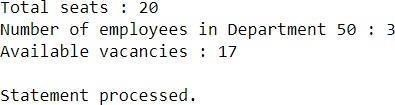 Total seats : 20
Number of employees in Department 50 : 3
Available vacancies : 17
Statement processed.